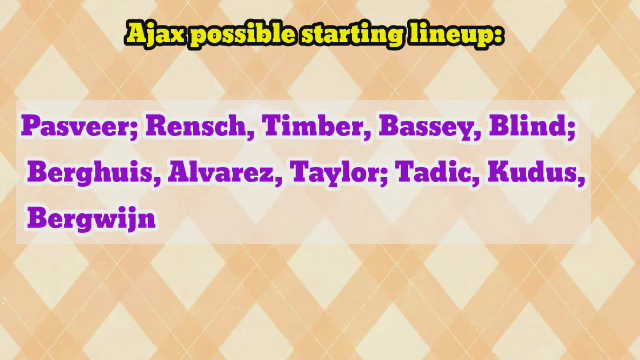 Ajax possible starting lineup:
Pasveer; Rensch, Timber, Bassey, Blind;
Berghuis, Alvarez, Taylor; Tadic, Kudus,
Bergwijn